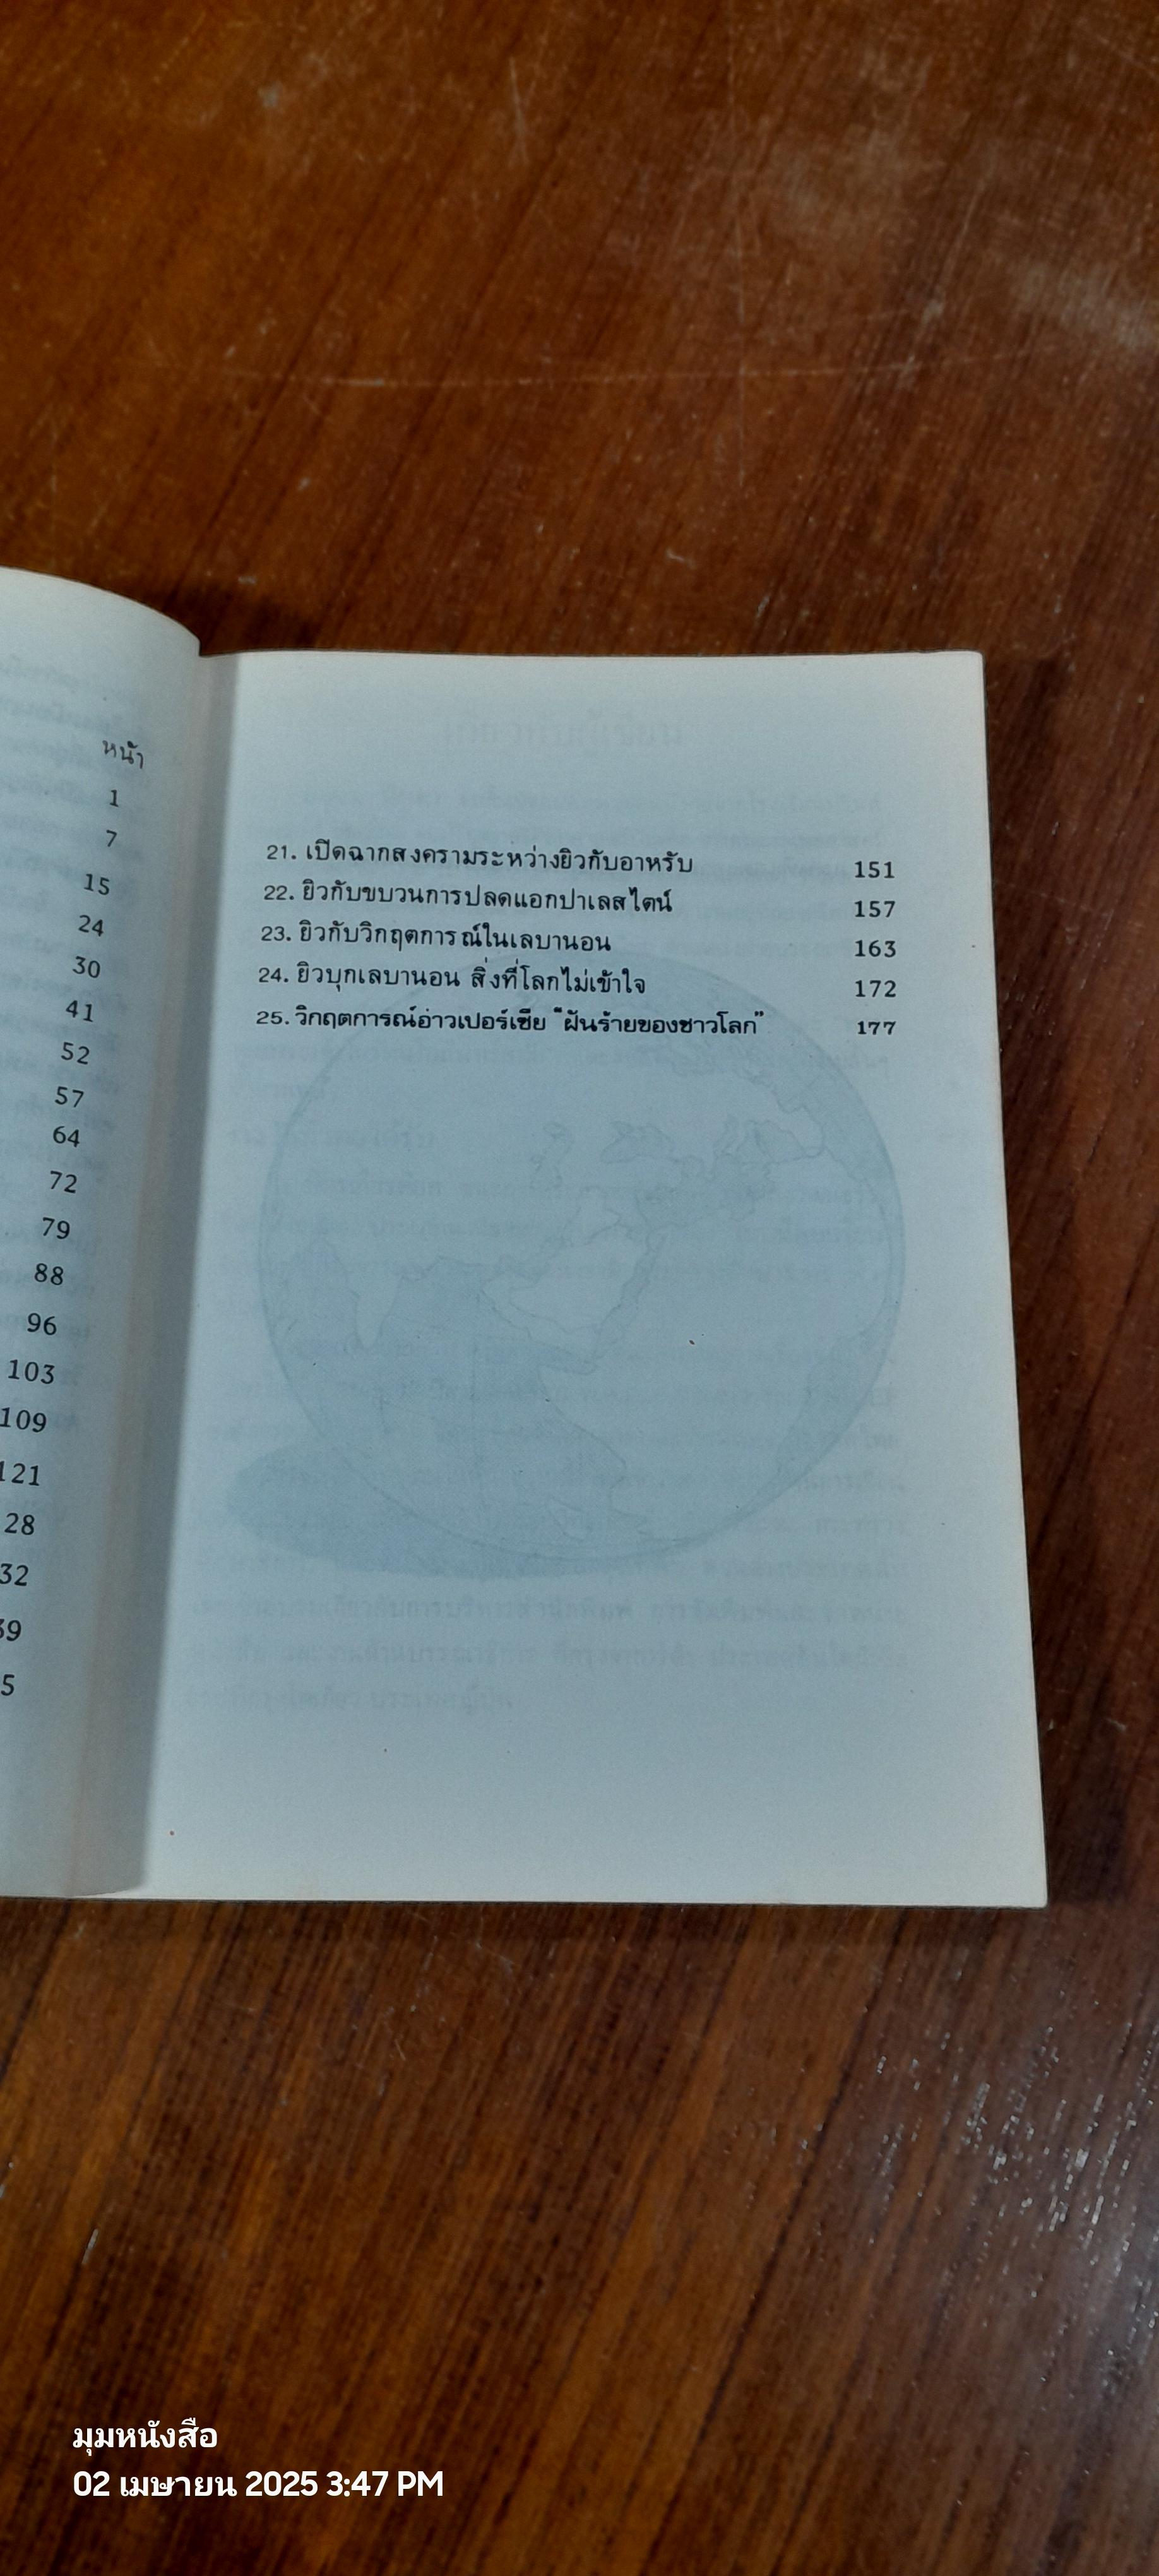 หน้า
1
7
15
24
30
41
52
57
64
72
79
88
96
103
109
121
28
32
39
5
21. เปิดฉากสงครามระหว่างยิวกับอาหรับ 151
22. ยิวกับขบวนการปลดแอกปาเลสไตน์ 157
23. ยิวกับวิกฤตการณ์ในเลบานอน 163
24. ยิวบุกเลบานอน สิ่งที่โลกไม่เข้าใจ 172
25. วิกฤตการณ์อ่าวเปอร์เซีย "ฝันร้ายของชาวโลก" 177
มุมหนังสือ
02 เมษายน 2025 3:47 PM